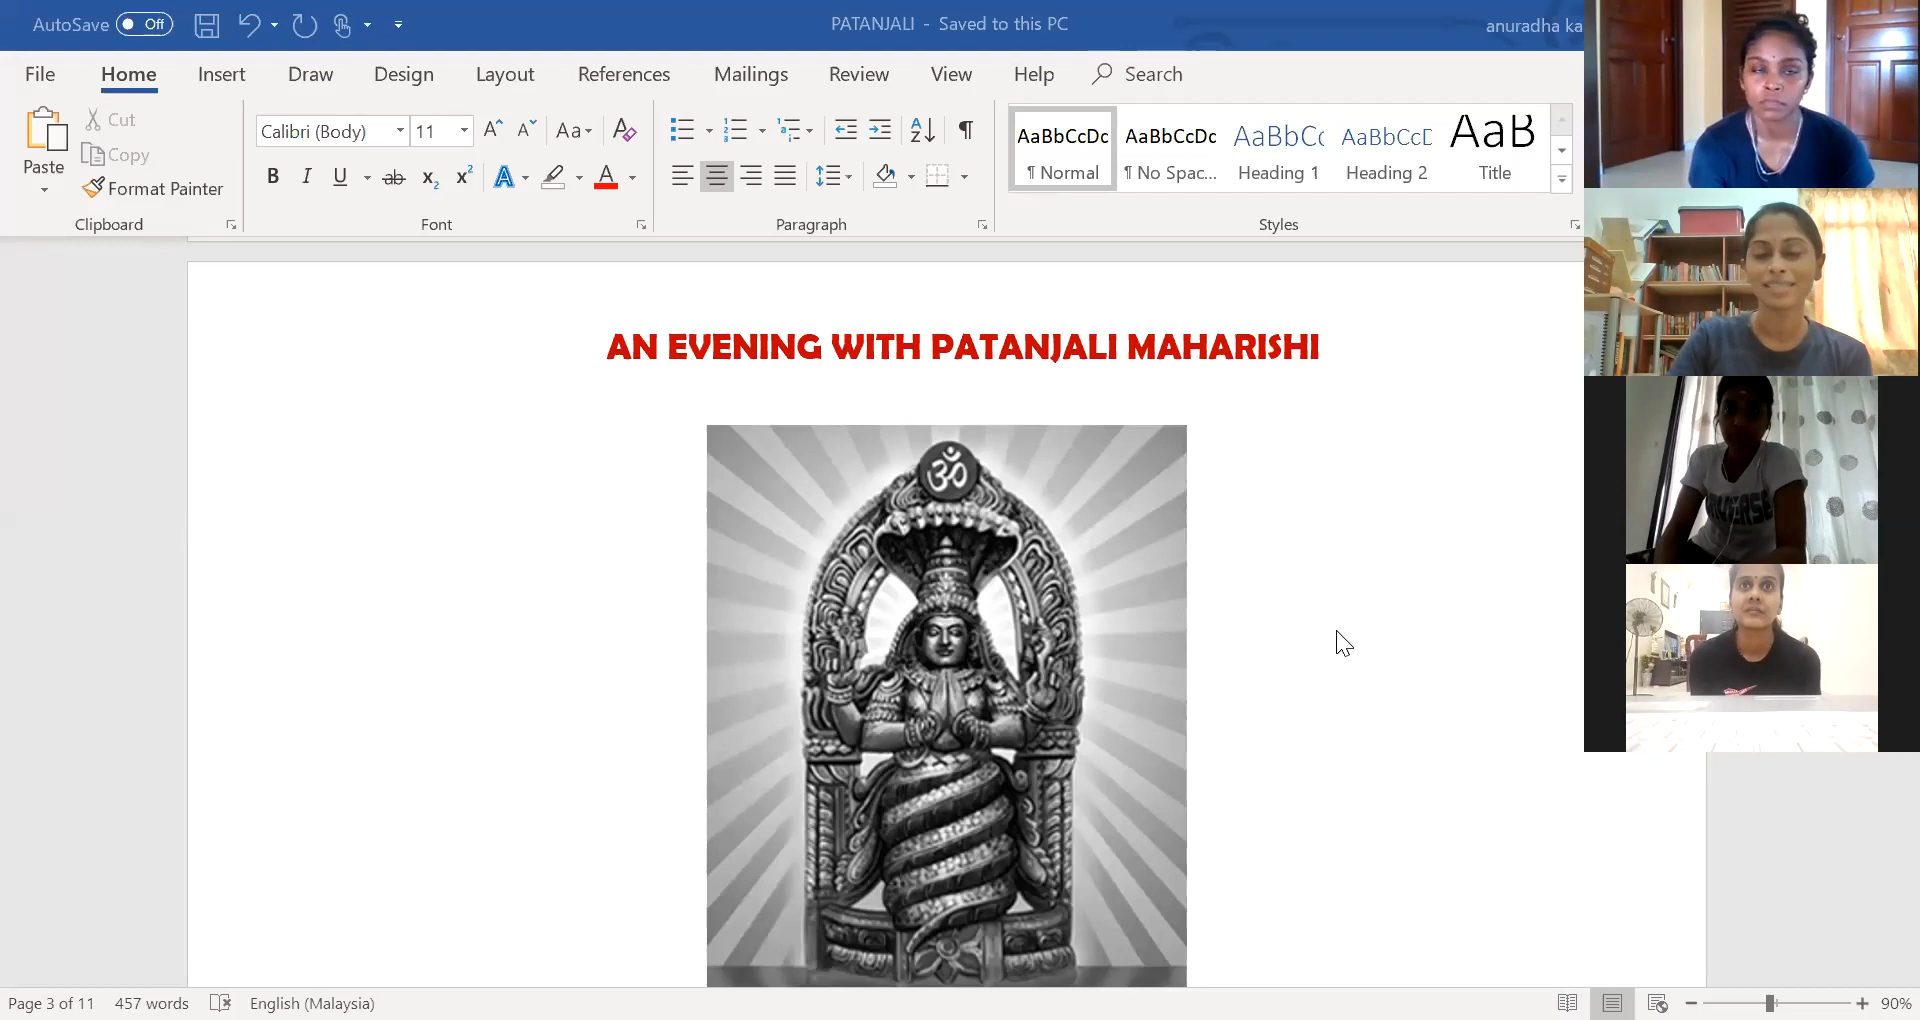 AutoSave Off PATANJALI - Saved to this PC anuradha ka
File Home Insert Draw Design Layout References Mailings Review View Help Search
Paste
Cut
Copy
Format Painter
Clipboard
Calibri (Body) 11 Aa
B I U ab x₂ x² A A
Font
Paragraph
AaBbCcDc AaBbCcDc AaBbCc AaBbCcD AaB
¶ Normal ¶ No Spac... Heading 1 Heading 2 Title
Styles
AN EVENING WITH PATANJALI MAHARISHI
ॐ
Page 3 of 11 457 words English (Malaysia) 90%